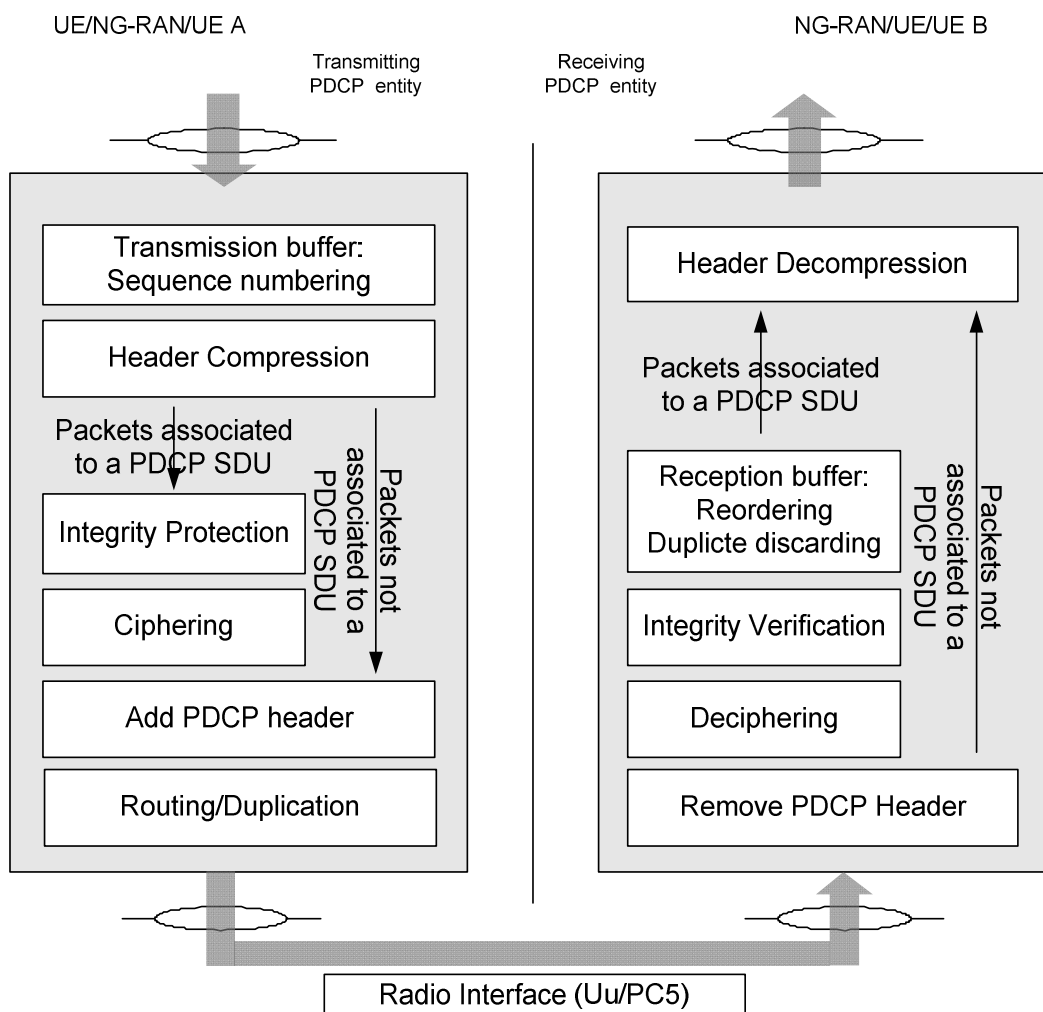 UE/NG-RAN/UE A
NG-RAN/UE/UE B
Transmitting
PDCP entity
Receiving
PDCP entity
Transmission buffer:
Sequence numbering
Header Compression
Packets associated
to a PDCP SDU
Packets not
associated to a
PDCP SDU
Integrity Protection
Ciphering
Add PDCP header
Routing/Duplication
Header Decompression
Packets associated
to a PDCP SDU
Reception buffer:
Reordering
Duplicte discarding
Packets not
associated to a
PDCP SDU
Integrity Verification
Deciphering
Remove PDCP Header
Radio Interface (Uu/PC5)